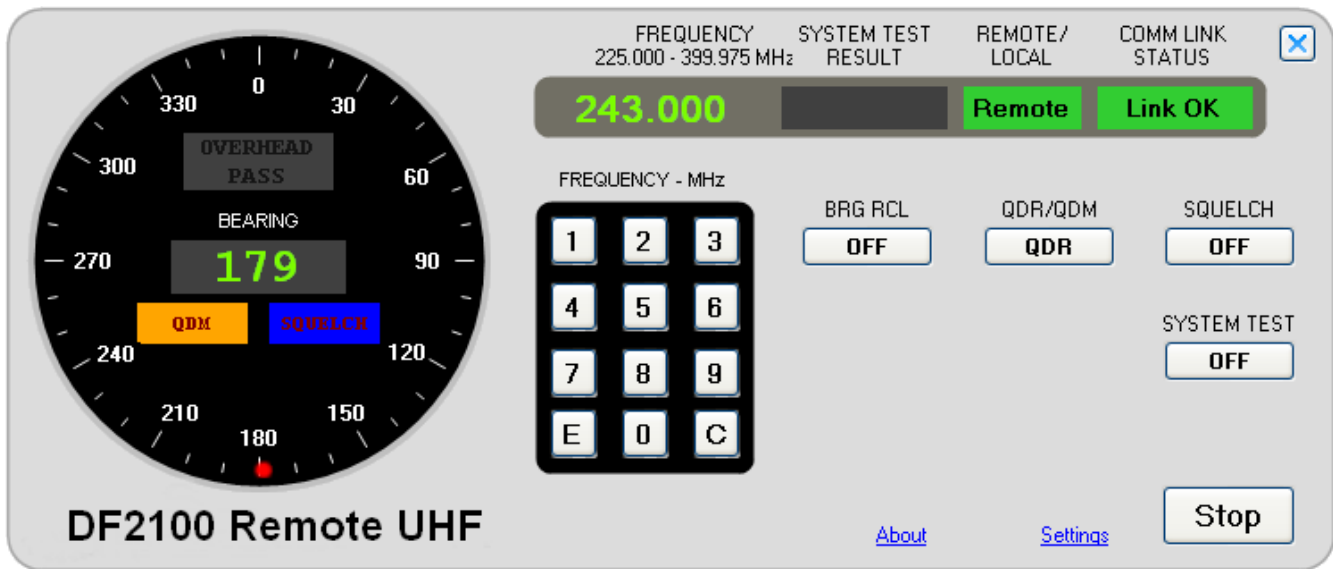 FREQUENCY
225.000 - 399.975 MHz
SYSTEM TEST
RESULT
REMOTE/
LOCAL
COMM LINK
STATUS
243.000
Remote
Link OK
0
30
60
90
120
150
180
210
240
270
300
330
OVERHEAD
PASS
BEARING
179
QDM
SQUELCH
FREQUENCY - MHz
1 2 3
4 5 6
7 8 9
E 0 C
BRG RCL
OFF
QDR/QDM
QDR
SQUELCH
OFF
SYSTEM TEST
OFF
DF2100 Remote UHF
About
Settings
Stop